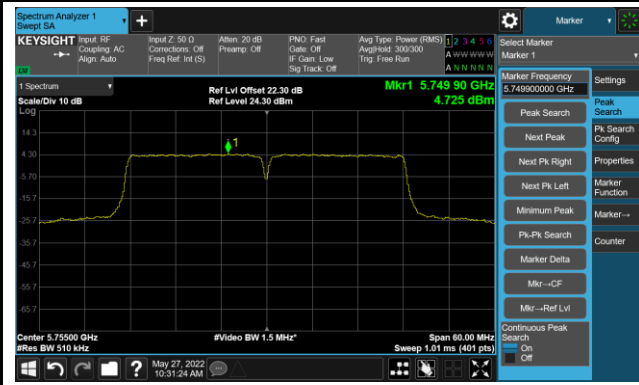 Spectrum Analyzer 1
Swept SA
+
Marker
KEYSIGHT
Input: RF
Coupling: AC
Align: Auto
Input Z: 50 Ω
Corrections: Off
Freq Ref: Int (S)
Atten: 20 dB
Preamp: Off
PNO: Fast
Gate: Off
IF Gain: Low
Sig Track: Off
Avg Type: Power (RMS)
Avg|Hold: 300/300
Trig: Free Run
1 2 3 4 5 6
A W W W W W
A N N N N N
1 Spectrum
Scale/Div 10 dB
Log
Ref Lvl Offset 22.30 dB
Ref Level 24.30 dBm
Mkr1 5.749 90 GHz
4.725 dBm
1
14.3
4.30
-5.70
-15.7
-25.7
-35.7
-45.7
-55.7
-65.7
Center 5.75500 GHz
#Res BW 510 kHz
#Video BW 1.5 MHz*
Span 60.00 MHz
Sweep 1.01 ms (401 pts)
Select Marker
Marker 1
Marker Frequency
5.749900000 GHz
Peak Search
Next Peak
Next Pk Right
Next Pk Left
Minimum Peak
Pk-Pk Search
Marker Delta
Mkr→CF
Mkr→Ref Lvl
Continuous Peak
Search
On
Off
Settings
Peak
Search
Pk Search
Config
Properties
Marker
Function
Marker→
Counter
?
May 27, 2022
10:31:24 AM